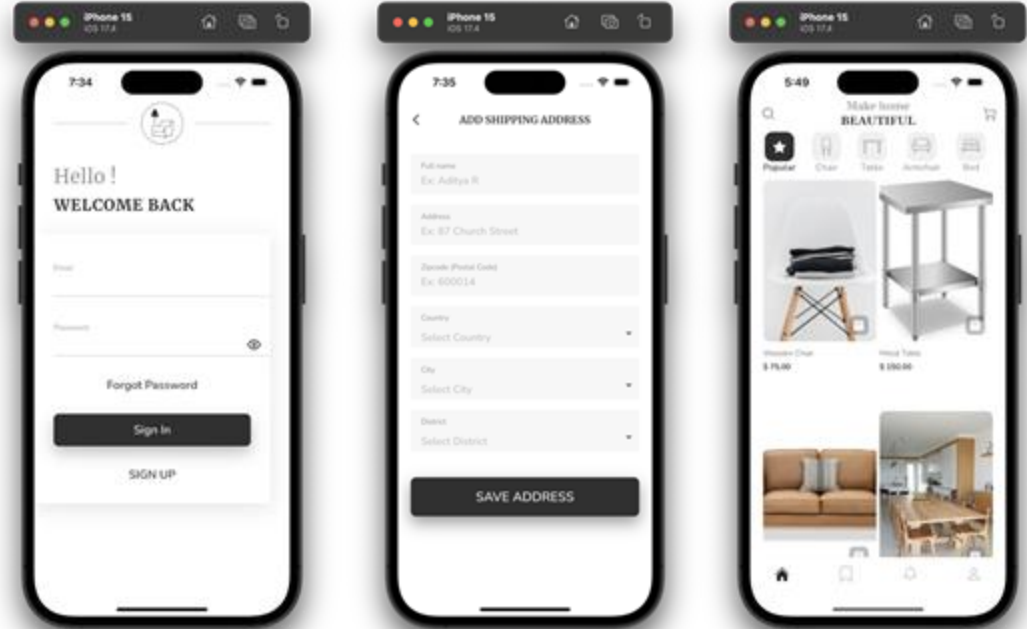 iPhone 15
iOS 17.4
7:34
Hello !
WELCOME BACK
Email
Password
Forgot Password
Sign In
SIGN UP
iPhone 15
iOS 17.4
7:35
ADD SHIPPING ADDRESS
Full name
Ex: Aditya R
Address
Ex: 87 Church Street
Zipcode (Postal Code)
Ex: 600014
Country
Select Country
City
Select City
District
Select District
SAVE ADDRESS
iPhone 15
iOS 17.4
5:49
Make home
BEAUTIFUL
Popular
Chair
Table
Armchair
Bed
Wooden Chair
$ 75.00
Metal Table
$ 150.00